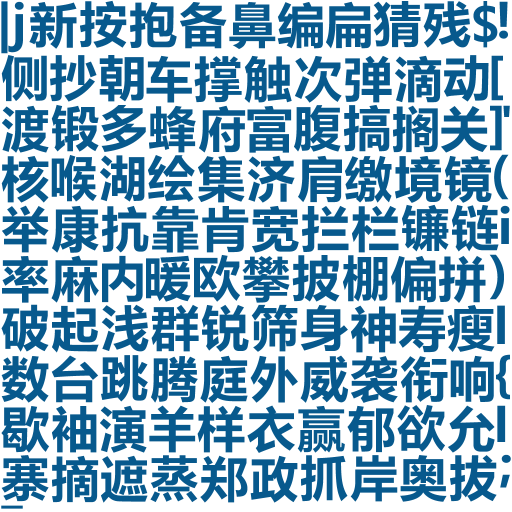 |j新按抱备鼻编扁猜残$!
侧抄朝车撑触次弹滴动[
渡锻多蜂府富腹搞搁关]'
核喉湖绘集济肩缴境镜(
举康抗靠肯宽拦栏镰链i
率麻内暖欧攀披棚偏拼)
破起浅群锐筛身神寿瘦l
数台跳腾庭外威袭衔响{
歇袖演羊样衣赢郁欲允I
寨摘遮蒸郑政抓岸奥拔;
_